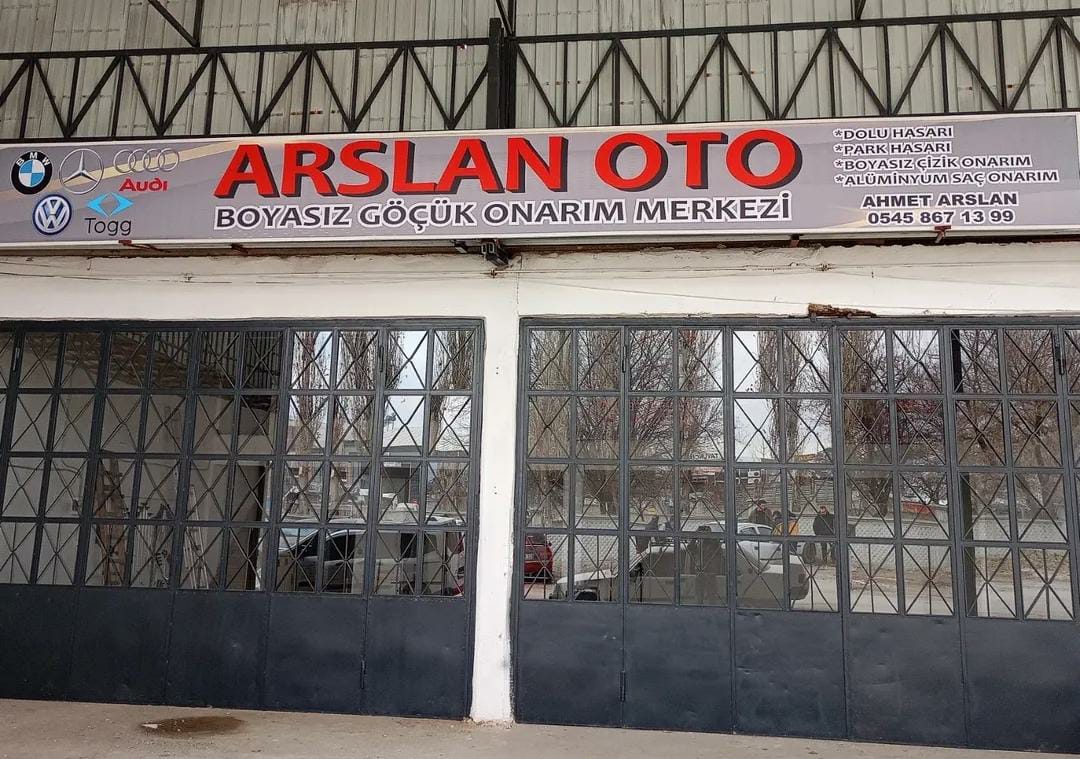 BMW
Audi
Togg
ARSLAN OTO
BOYASIZ GÖÇÜK ONARIM MERKEZİ
*DOLU HASARI
*PARK HASARI
*BOYASIZ ÇİZİK ONARIM
*ALÜMİNYUM SAÇ ONARIM
AHMET ARSLAN
0545 867 13 99